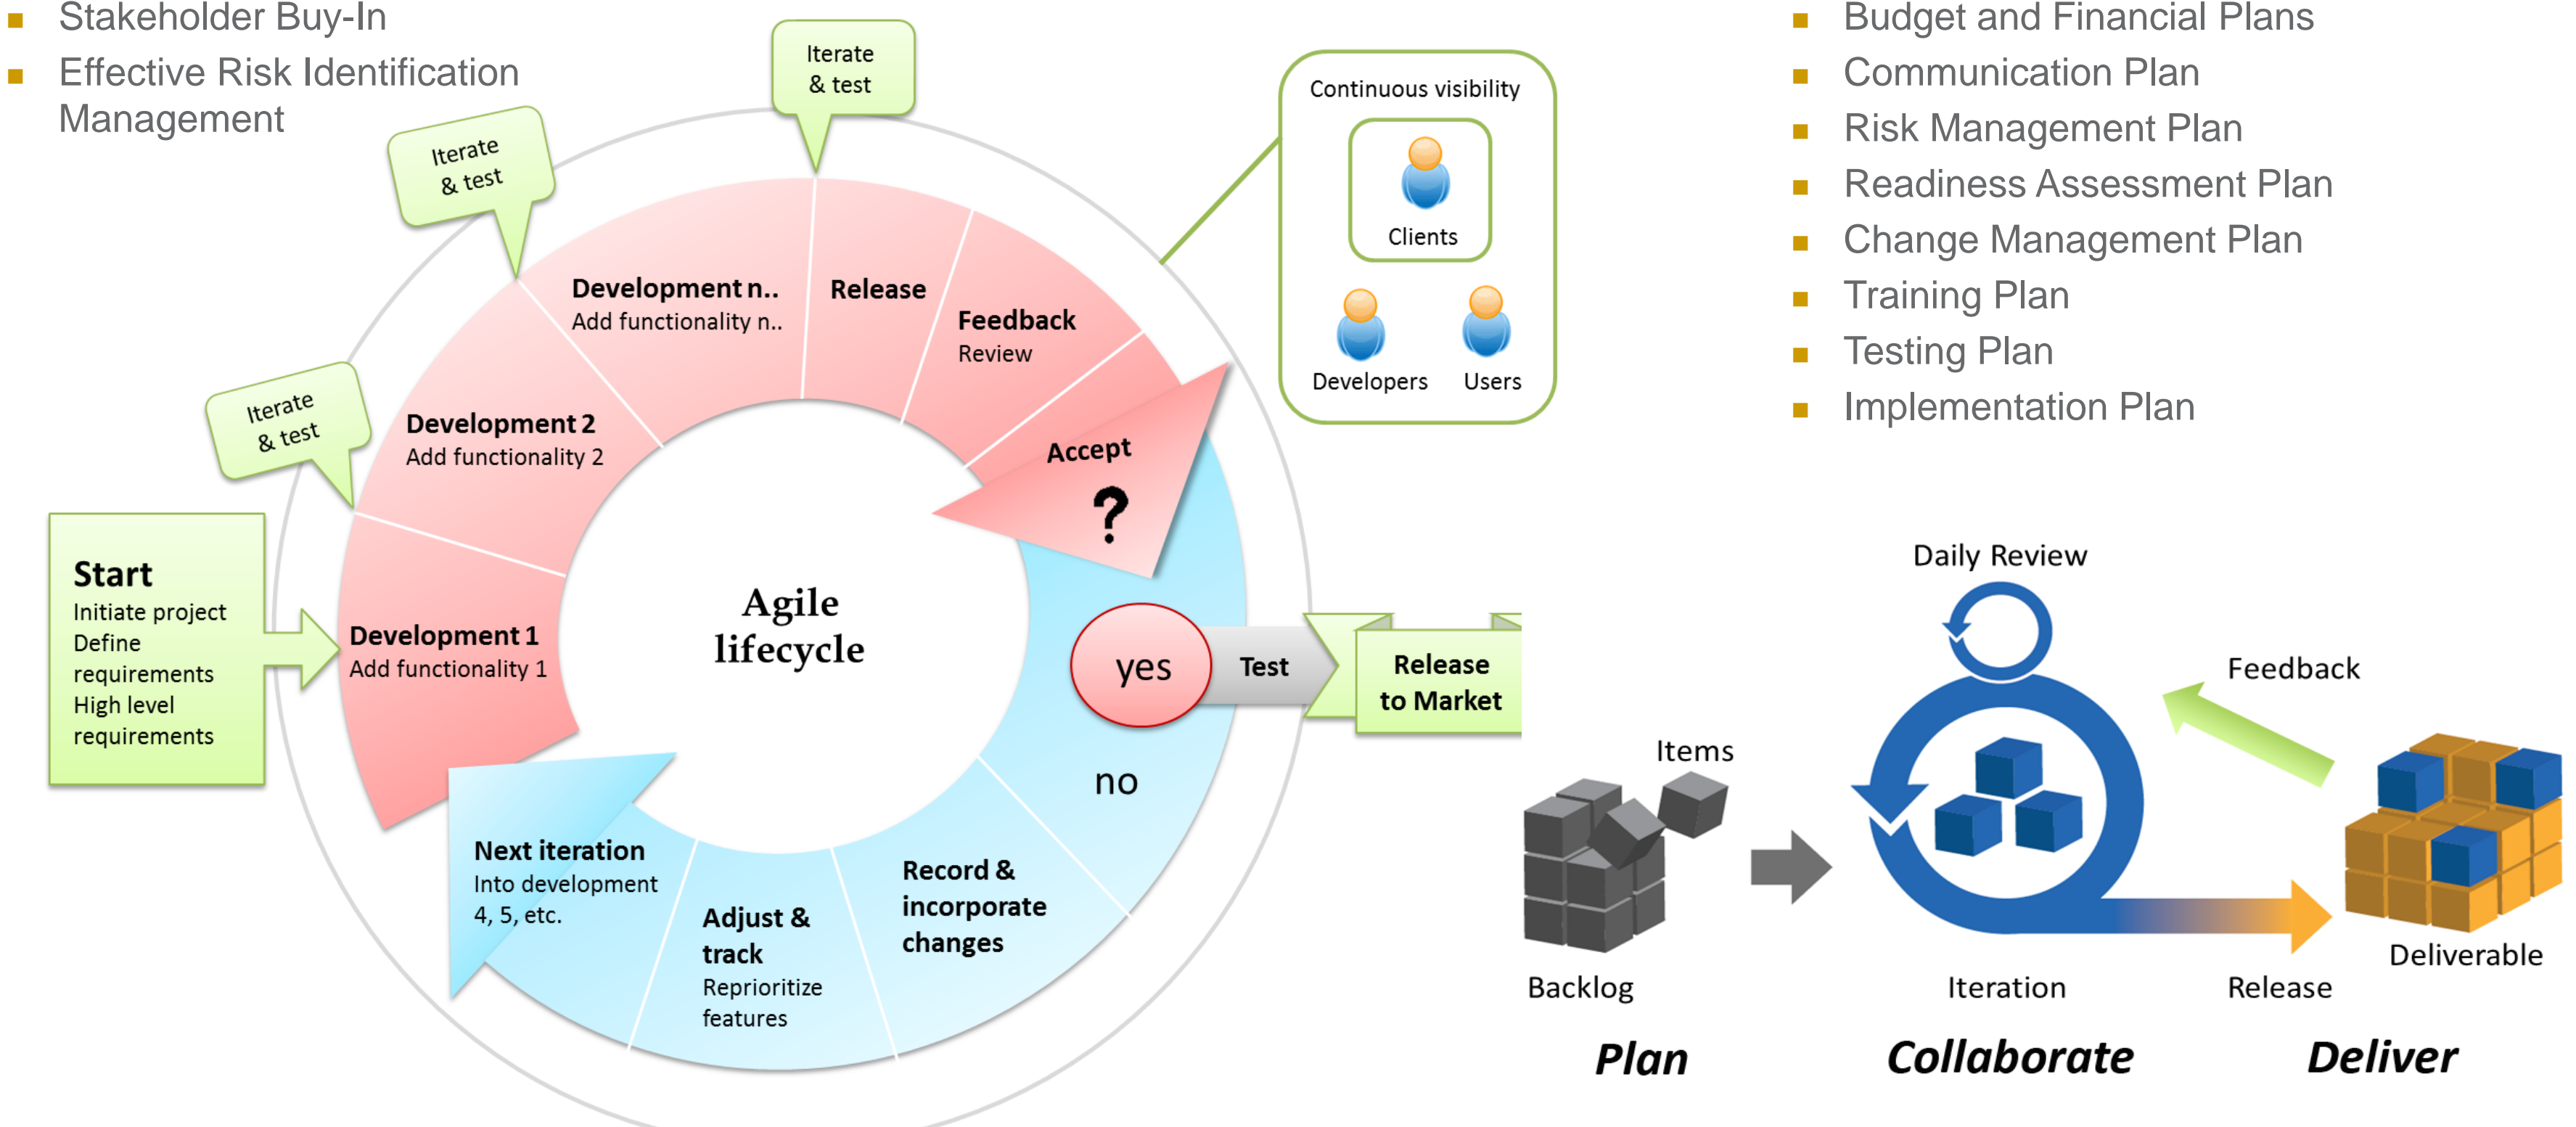 Stakeholder Buy-In
Effective Risk Identification
Management
Iterate
& test
Iterate
& test
Iterate
& test
Continuous visibility
Clients
Developers
Users
Start
Initiate project
Define
requirements
High level
requirements
Development 1
Add functionality 1
Development 2
Add functionality 2
Development n..
Add functionality n..
Release
Feedback
Review
Accept
?
Agile
lifecycle
yes
Test
Release
to Market
no
Record &
incorporate
changes
Adjust &
track
Reprioritize
features
Next iteration
Into development
4, 5, etc.
Budget and Financial Plans
Communication Plan
Risk Management Plan
Readiness Assessment Plan
Change Management Plan
Training Plan
Testing Plan
Implementation Plan
Daily Review
Feedback
Items
Backlog
Iteration
Release
Deliverable
Plan
Collaborate
Deliver